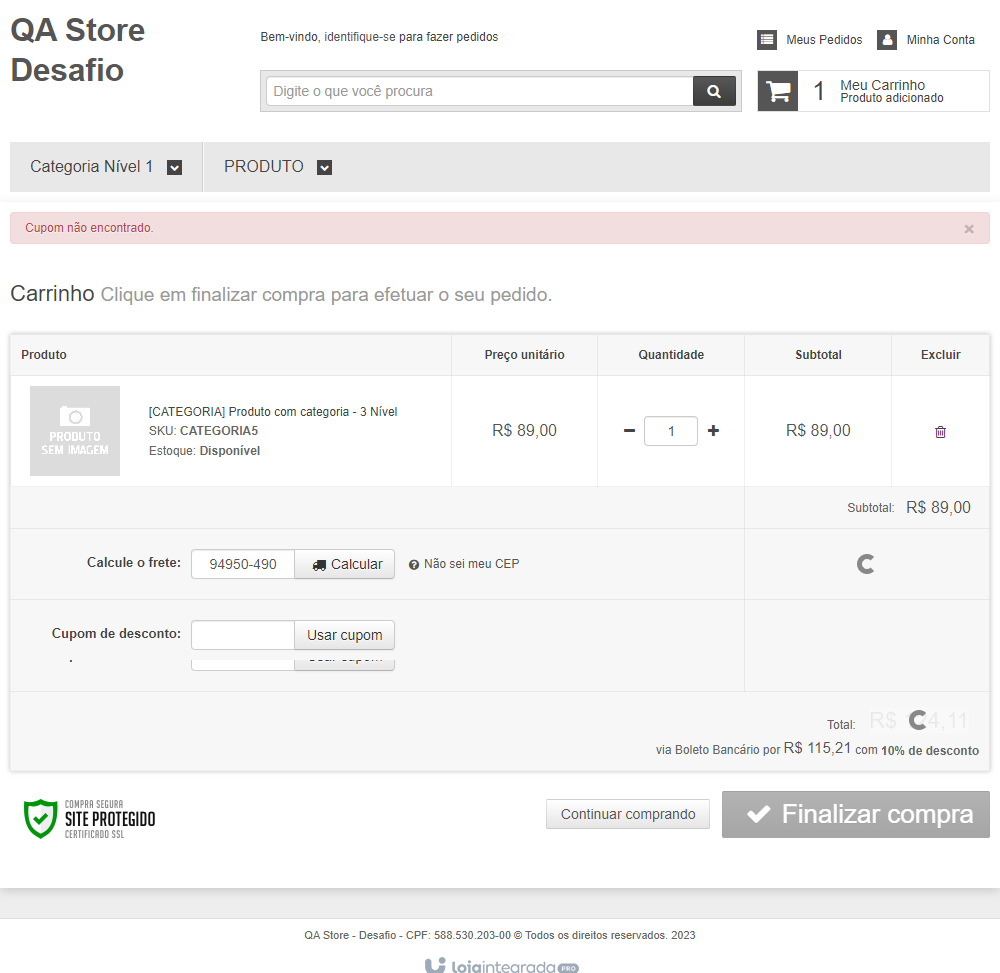 QA Store
Desafio
Bem-vindo, identifique-se para fazer pedidos
Meus Pedidos
Minha Conta
Digite o que você procura
1
Meu Carrinho
Produto adicionado
Categoria Nível 1
PRODUTO
Cupom não encontrado.
×
Carrinho Clique em finalizar compra para efetuar o seu pedido.
Produto
Preço unitário
Quantidade
Subtotal
Excluir
PRODUTO
SEM IMAGEM
[CATEGORIA] Produto com categoria - 3 Nível
SKU: CATEGORIA5
Estoque: Disponível
R$ 89,00
1
R$ 89,00
Subtotal: R$ 89,00
Calcule o frete:
94950-490
Calcular
Não sei meu CEP
Cupom de desconto:
Usar cupom
Total: R$
4,11
via Boleto Bancário por R$ 115,21 com 10% de desconto
COMPRA SEGURA
SITE PROTEGIDO
CERTIFICADO SSL
Continuar comprando
Finalizar compra
QA Store - Desafio - CPF: 588.530.203-00 © Todos os direitos reservados. 2023
lojaintegrada PRO